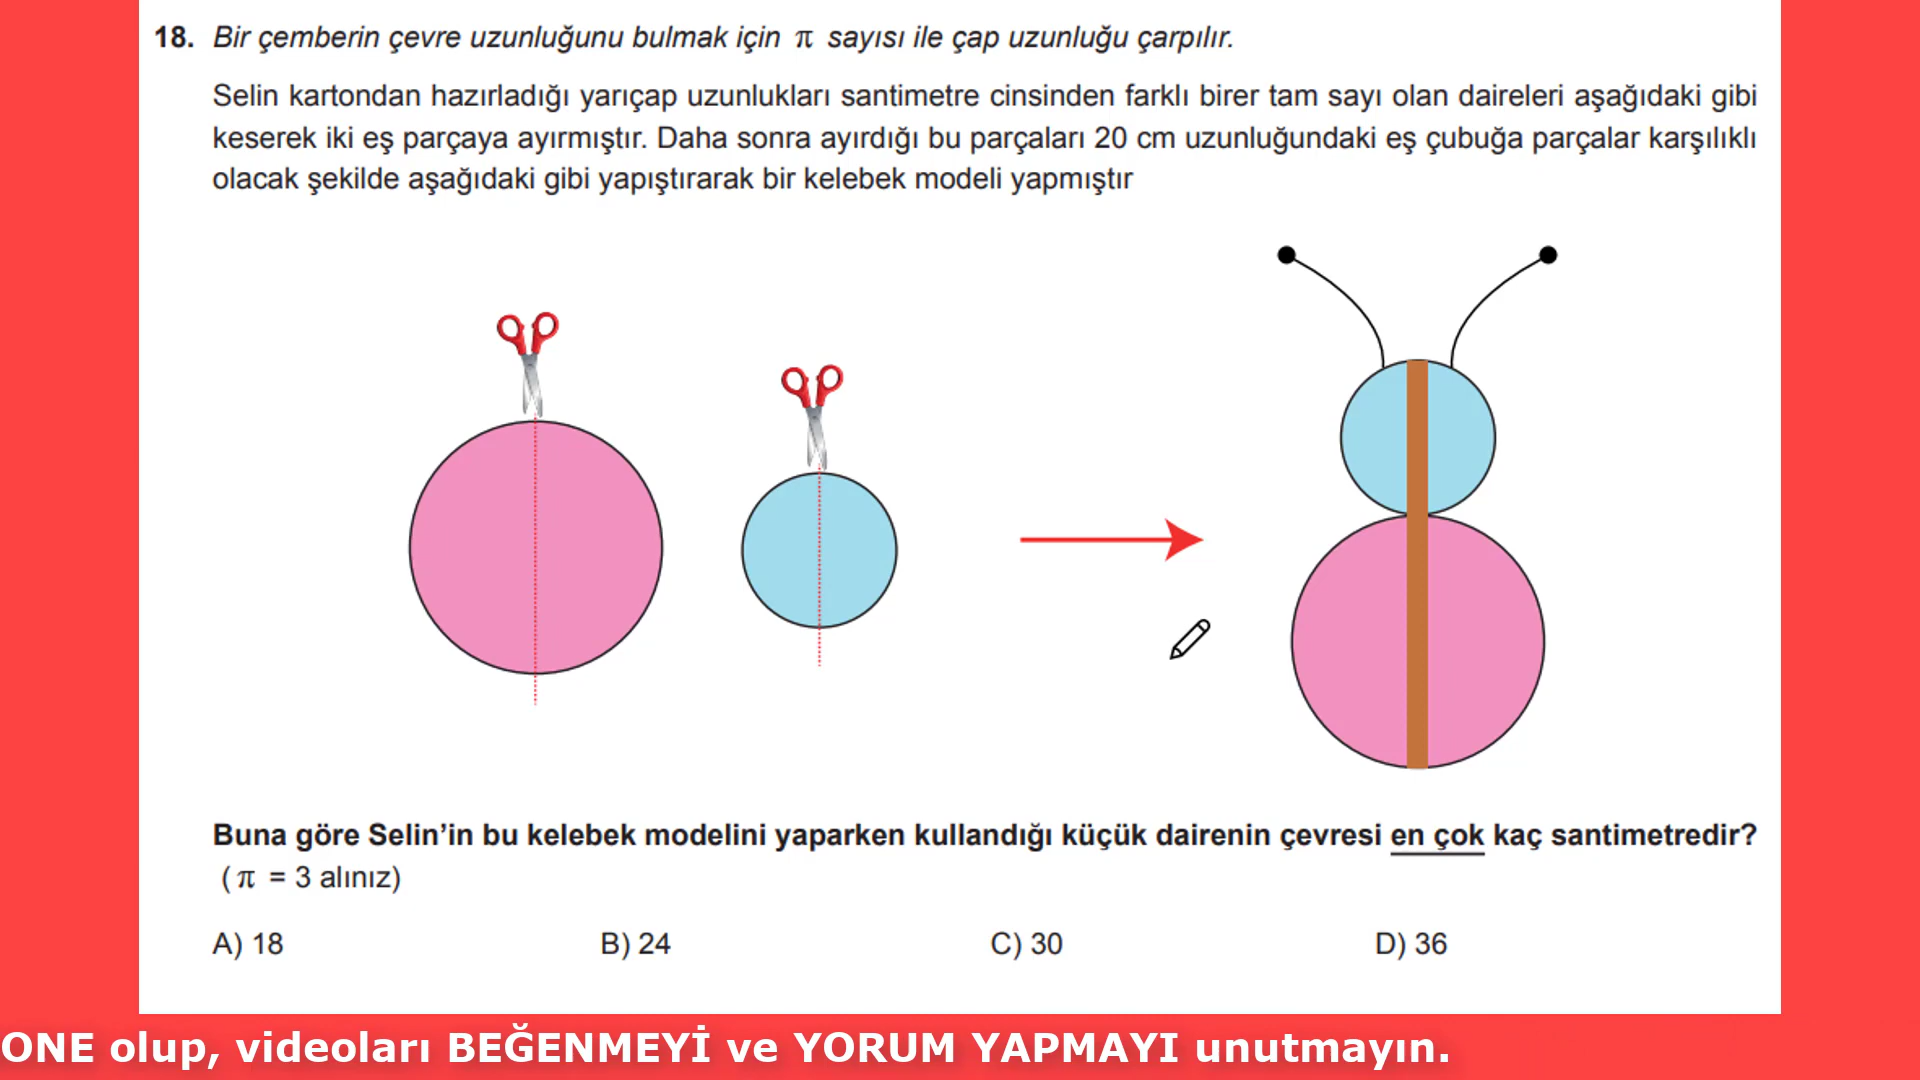 18. Bir çemberin çevre uzunluğunu bulmak için π sayısı ile çap uzunluğu çarpılır.
Selin kartondan hazırladığı yarıçap uzunlukları santimetre cinsinden farklı birer tam sayı olan daireleri aşağıdaki gibi
keserek iki eş parçaya ayırmıştır. Daha sonra ayırdığı bu parçaları 20 cm uzunluğundaki eş çubuğa parçalar karşılıklı
olacak şekilde aşağıdaki gibi yapıştırarak bir kelebek modeli yapmıştır
Buna göre Selin’in bu kelebek modelini yaparken kullandığı küçük dairenin çevresi en çok kaç santimetredir?
( π = 3 alınız)
A) 18 B) 24 C) 30 D) 36
ONE olup, videoları BEĞENMEYİ ve YORUM YAPMAYI unutmayın.